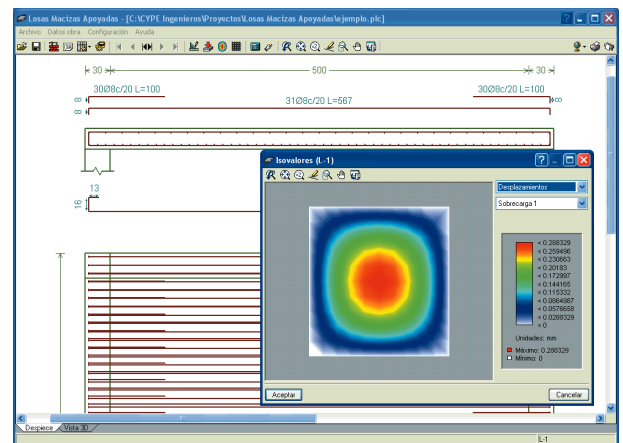 Losas Macizas Apoyadas - [C:\CYPE Ingenieros\Proyectos\Losas Macizas Apoyadas\ejemplo.plc]
Archivo Datos obra Configuración Ayuda
30 500 30
30Ø8c/20 L=100 30Ø8c/20 L=100
8 31Ø8c/20 L=567 8
8
Isovalores (L-1)
13
16
Desplazamientos
Sobrecarga 1
< 0.288329
< 0.259496
< 0.230663
< 0.20183
< 0.172997
< 0.144165
< 0.115332
< 0.0864987
< 0.0576658
< 0.0288329
< 0
Unidades: mm
Máximo: 0.288329
Mínimo: 0
Aceptar Cancelar
Despiece Vista 3D
L-1